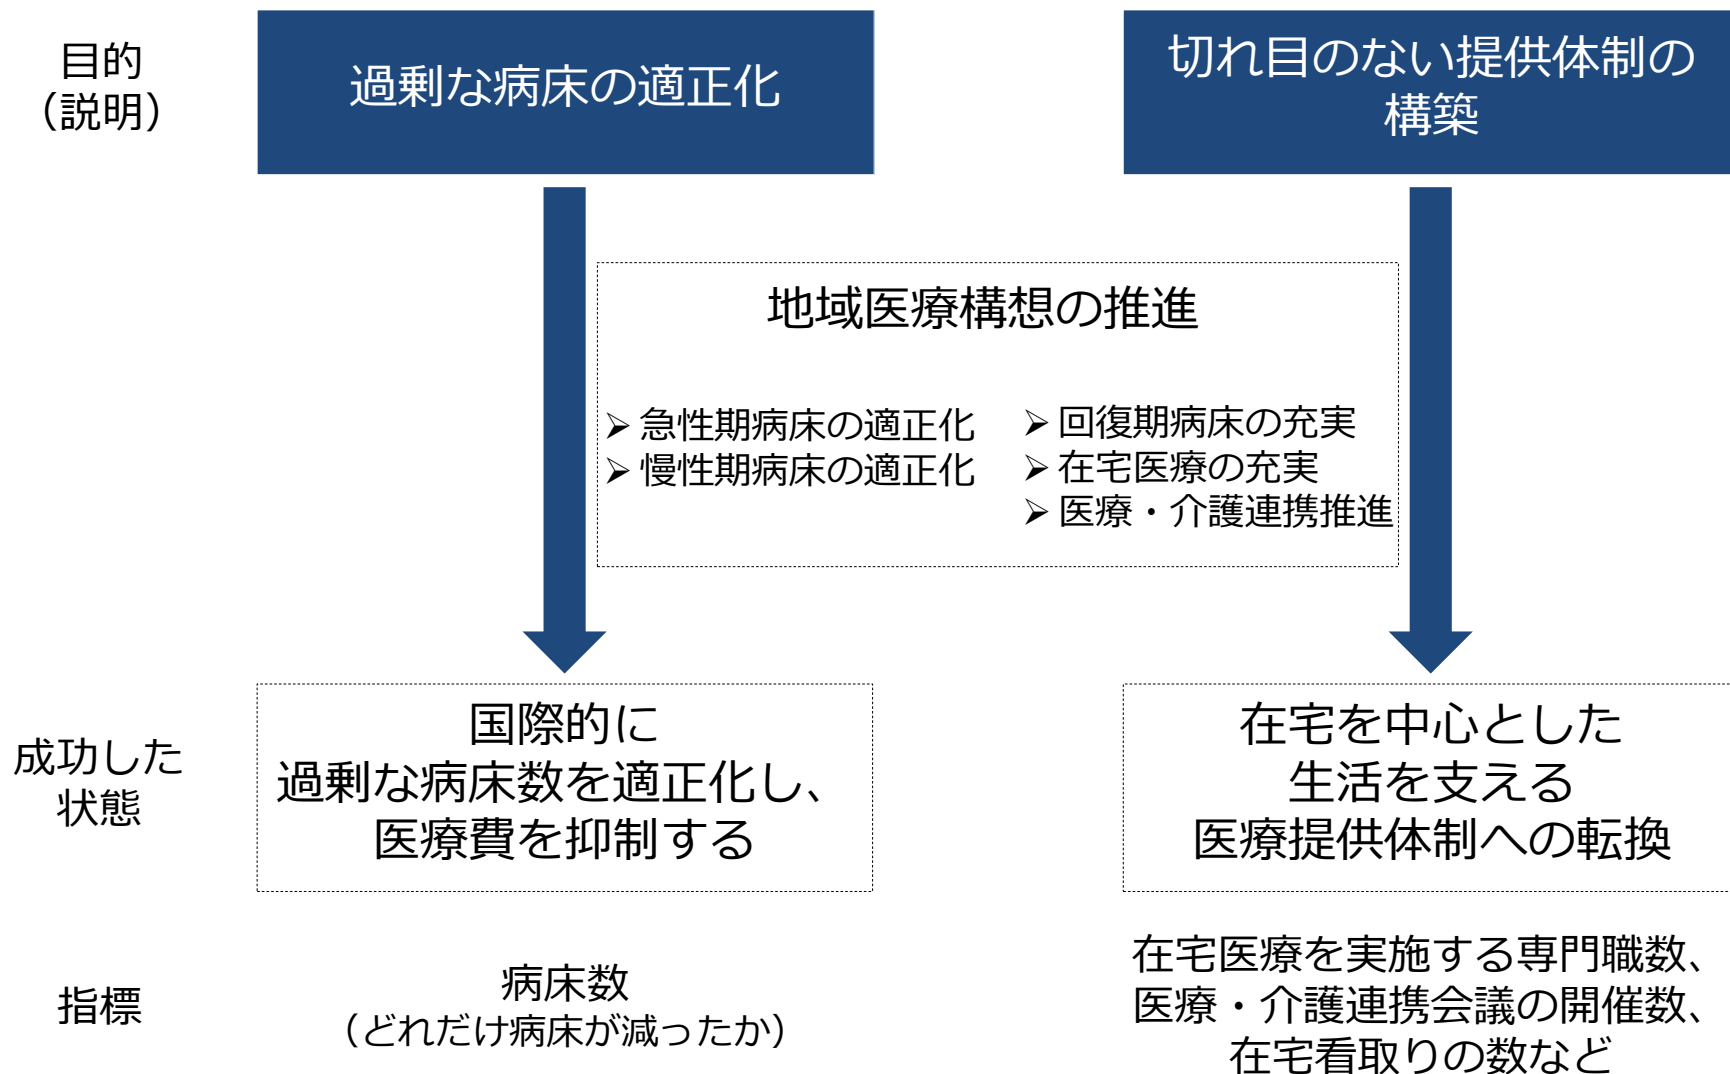 目的
（説明）
過剰な病床の適正化
切れ目のない提供体制の
構築
地域医療構想の推進
➢ 急性期病床の適正化
➢ 慢性期病床の適正化
➢ 回復期病床の充実
➢ 在宅医療の充実
➢ 医療・介護連携推進
成功した
状態
国際的に
過剰な病床数を適正化し、
医療費を抑制する
在宅を中心とした
生活を支える
医療提供体制への転換
指標
病床数
（どれだけ病床が減ったか）
在宅医療を実施する専門職数、
医療・介護連携会議の開催数、
在宅看取りの数など